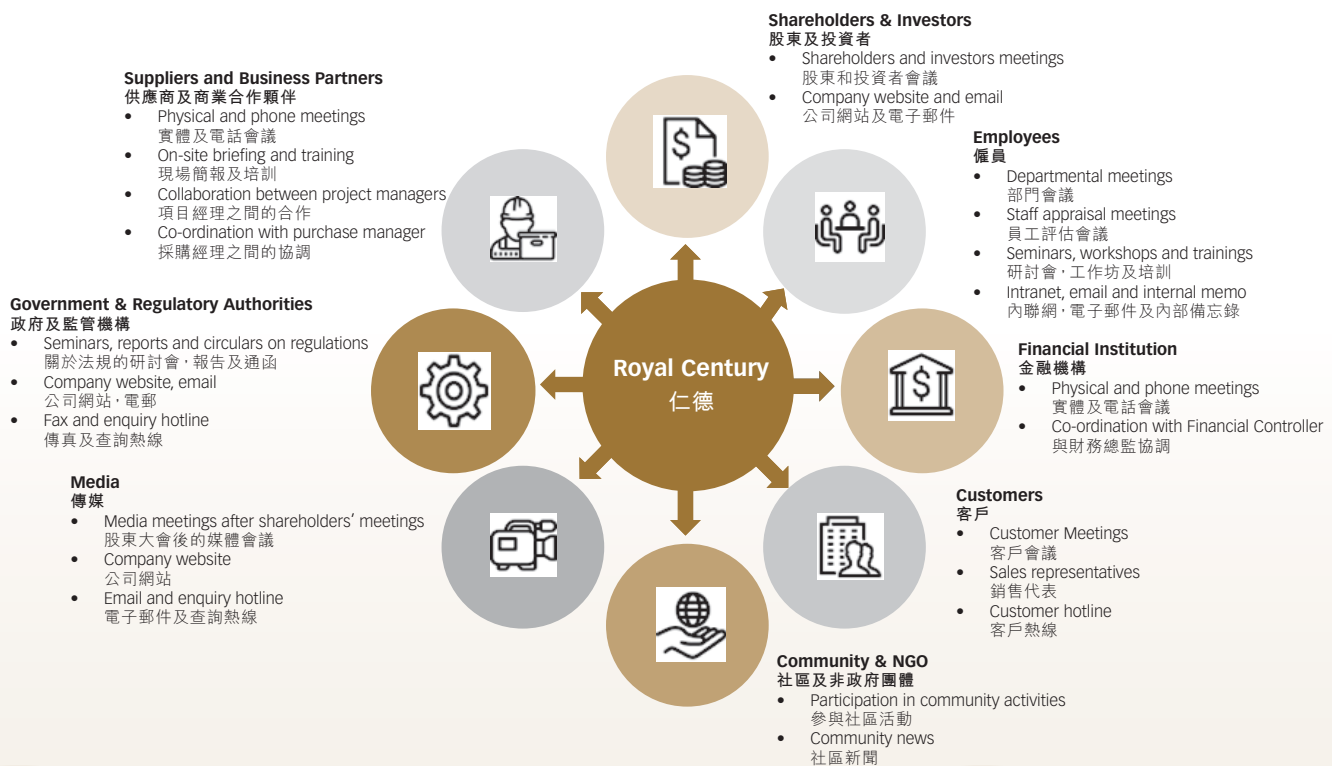 Shareholders & Investors
股東及投資者
• Shareholders and investors meetings
股東和投資者會議
• Company website and email
公司網站及電子郵件
Suppliers and Business Partners
供應商及商業合作夥伴
• Physical and phone meetings
實體及電話會議
• On-site briefing and training
現場簡報及培訓
• Collaboration between project managers
項目經理之間的合作
• Co-ordination with purchase manager
採購經理之間的協調
Employees
僱員
• Departmental meetings
部門會議
• Staff appraisal meetings
員工評估會議
• Seminars, workshops and trainings
研討會，工作坊及培訓
• Intranet, email and internal memo
內聯網，電子郵件及內部備忘錄
Government & Regulatory Authorities
政府及監管機構
• Seminars, reports and circulars on regulations
關於法規的研討會，報告及通函
• Company website, email
公司網站，電郵
• Fax and enquiry hotline
傳真及查詢熱線
Royal Century
仁德
Financial Institution
金融機構
• Physical and phone meetings
實體及電話會議
• Co-ordination with Financial Controller
與財務總監協調
Media
傳媒
• Media meetings after shareholders’ meetings
股東大會後的媒體會議
• Company website
公司網站
• Email and enquiry hotline
電子郵件及查詢熱線
Customers
客戶
• Customer Meetings
客戶會議
• Sales representatives
銷售代表
• Customer hotline
客戶熱線
Community & NGO
社區及非政府團體
• Participation in community activities
參與社區活動
• Community news
社區新聞